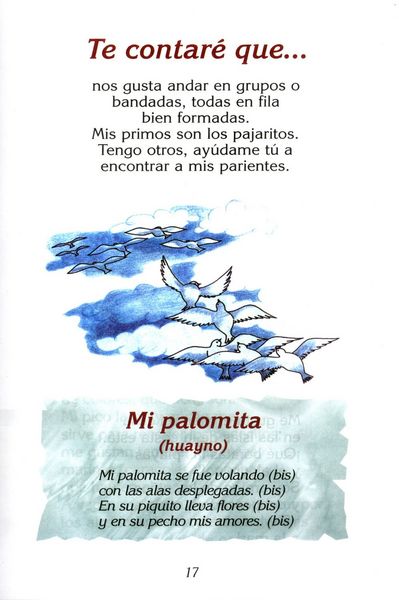 Te contaré que...
nos gusta andar en grupos o
bandadas, todas en fila
bien formadas.
Mis primos son los pajaritos.
Tengo otros, ayúdame tú a
encontrar a mis parientes.
Mi palomita
(huayno)
Mi palomita se fue volando (bis)
con las alas desplegadas. (bis)
En su piquito lleva flores (bis)
y en su pecho mis amores. (bis)
17